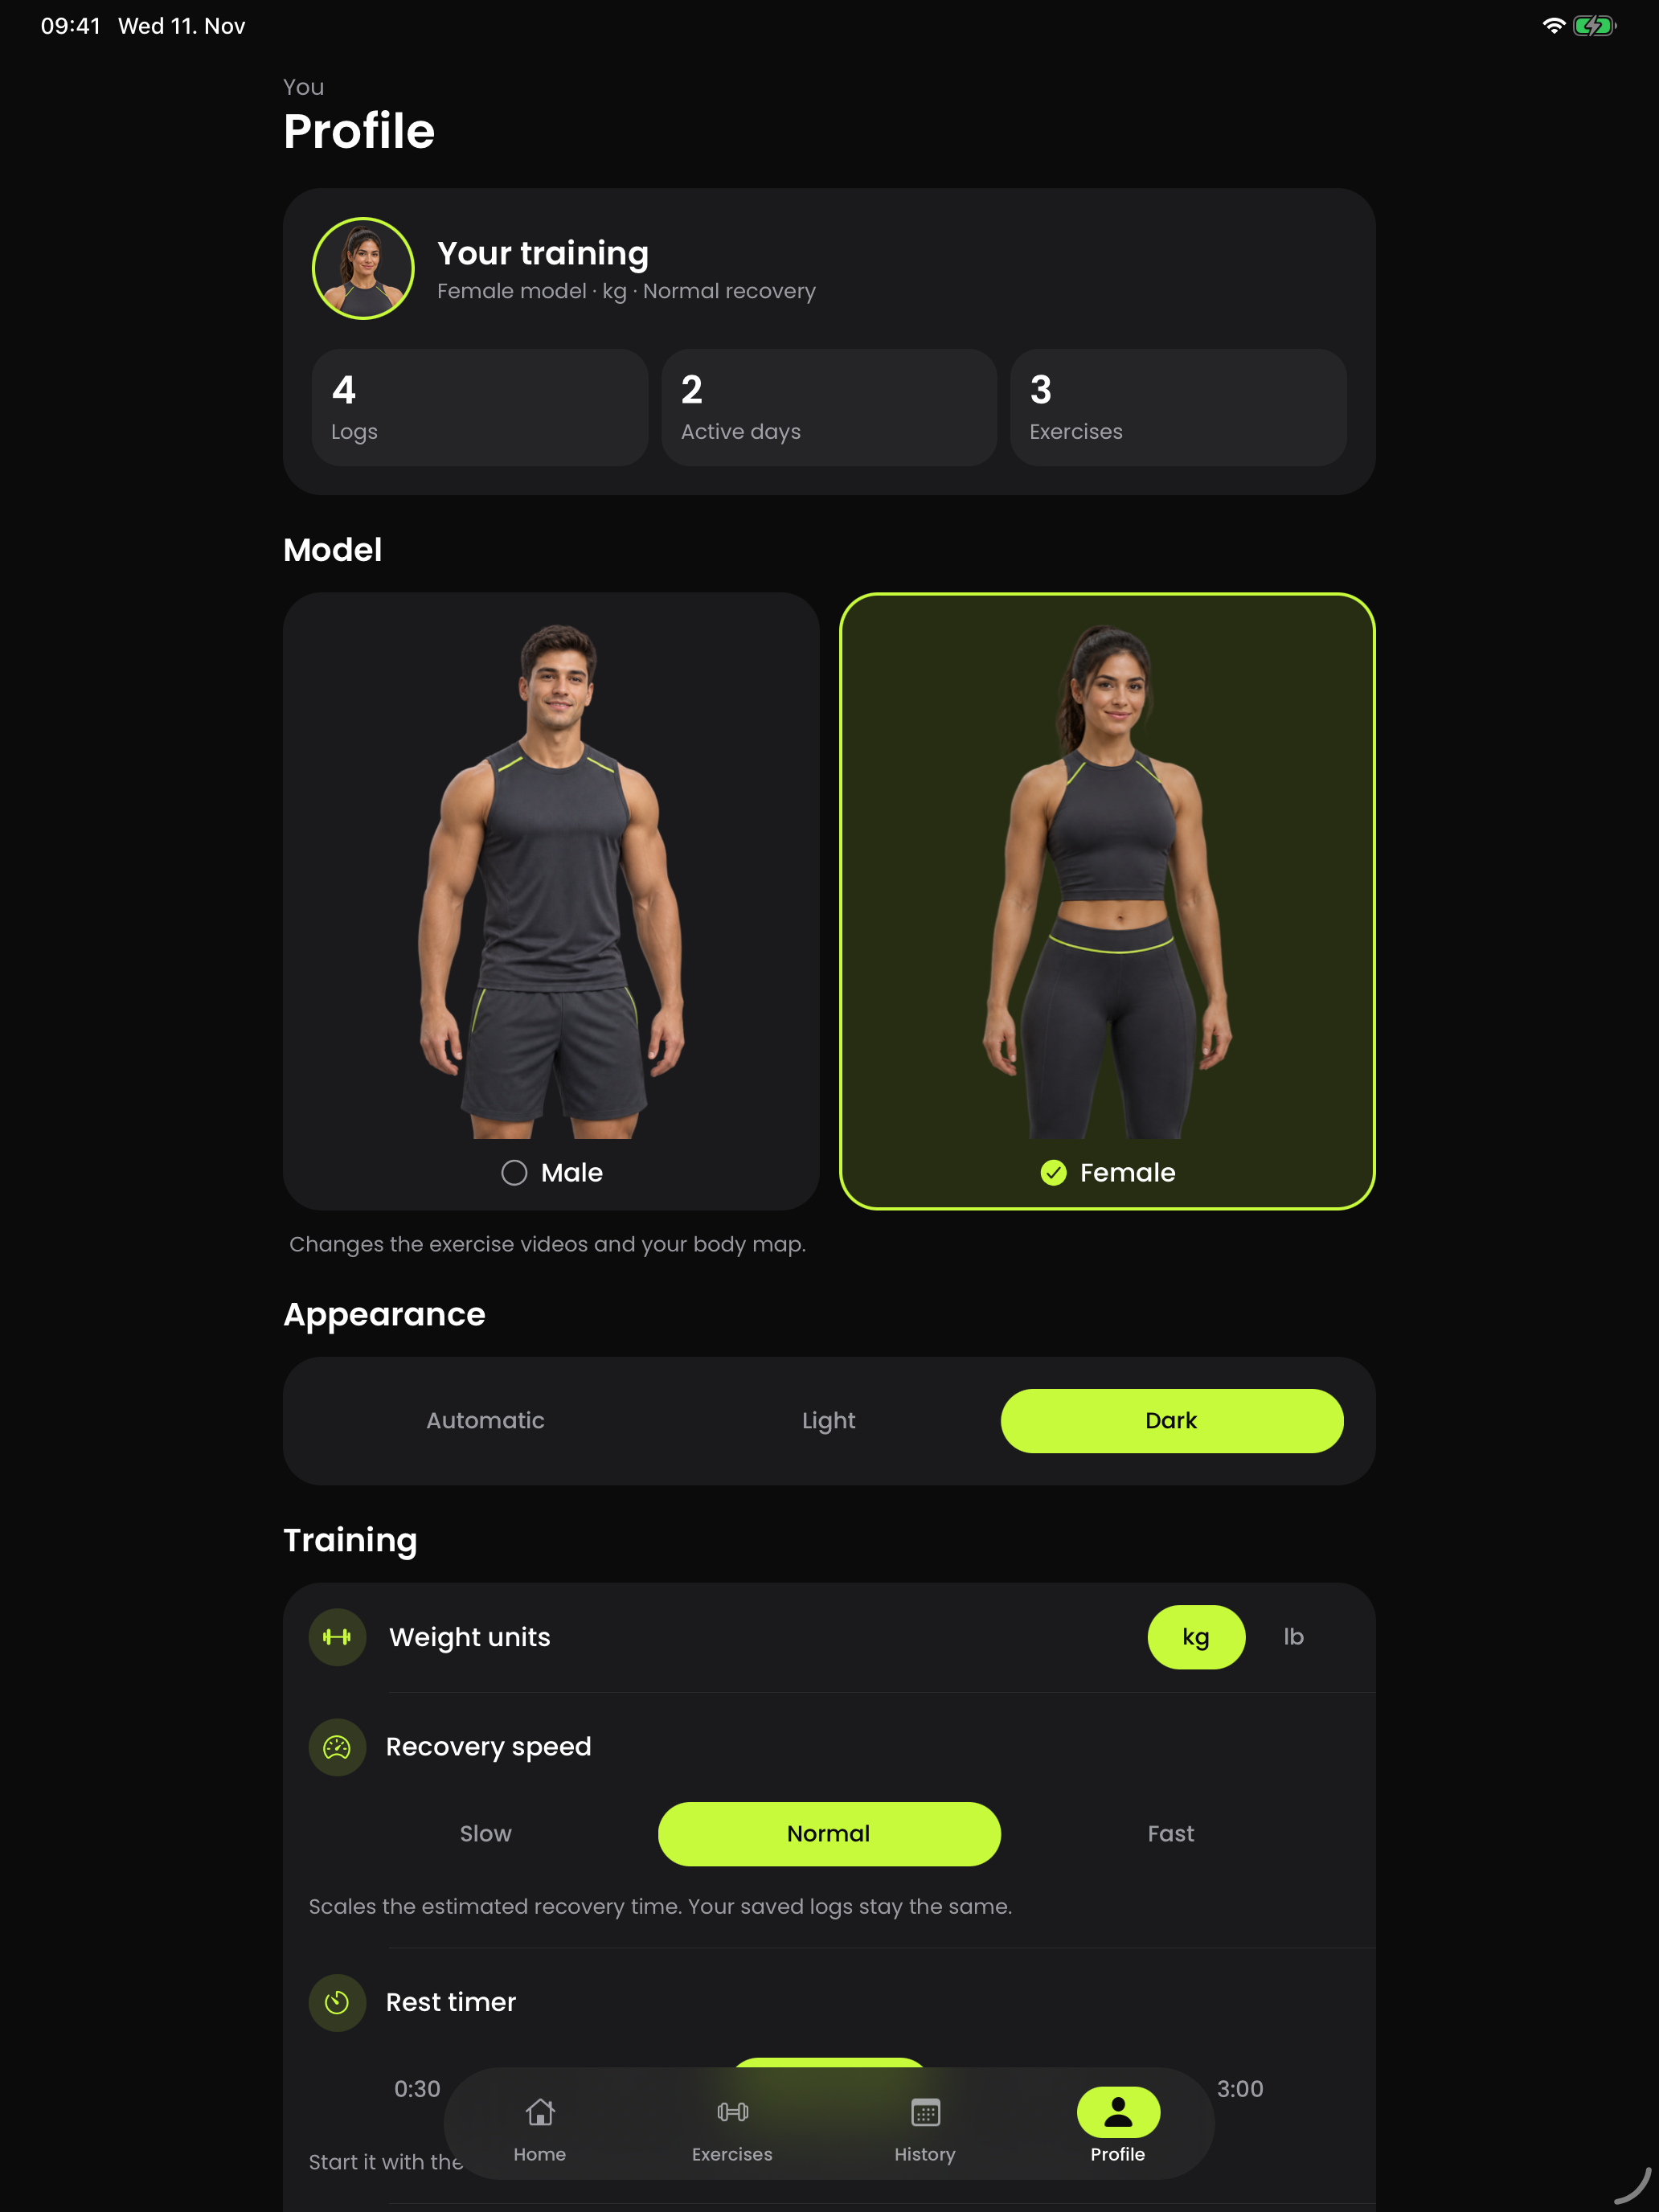 09:41 Wed 11. Nov
You
Profile
Your training
Female model · kg · Normal recovery
4
Logs
2
Active days
3
Exercises
Model
Male
Female
Changes the exercise videos and your body map.
Appearance
Automatic
Light
Dark
Training
Weight units
kg
lb
Recovery speed
Slow
Normal
Fast
Scales the estimated recovery time. Your saved logs stay the same.
Rest timer
0:30
3:00
Start it with the
Home
Exercises
History
Profile